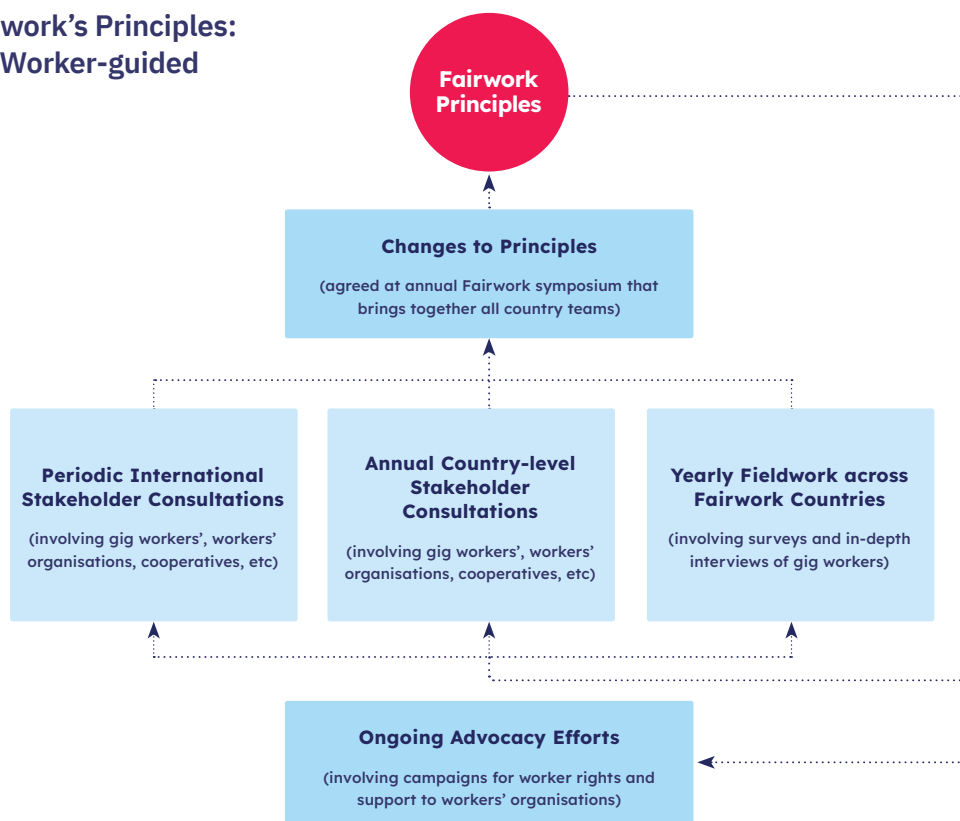 work's Principles:
Worker-guided
Fairwork
Principles
Changes to Principles
(agreed at annual Fairwork symposium that
brings together all country teams)
Periodic International
Stakeholder Consultations
(involving gig workers', workers'
organisations, cooperatives, etc)
Annual Country-level
Stakeholder
Consultations
(involving gig workers', workers'
organisations, cooperatives, etc)
Yearly Fieldwork across
Fairwork Countries
(involving surveys and in-depth
interviews of gig workers)
Ongoing Advocacy Efforts
(involving campaigns for worker rights and
support to workers' organisations)